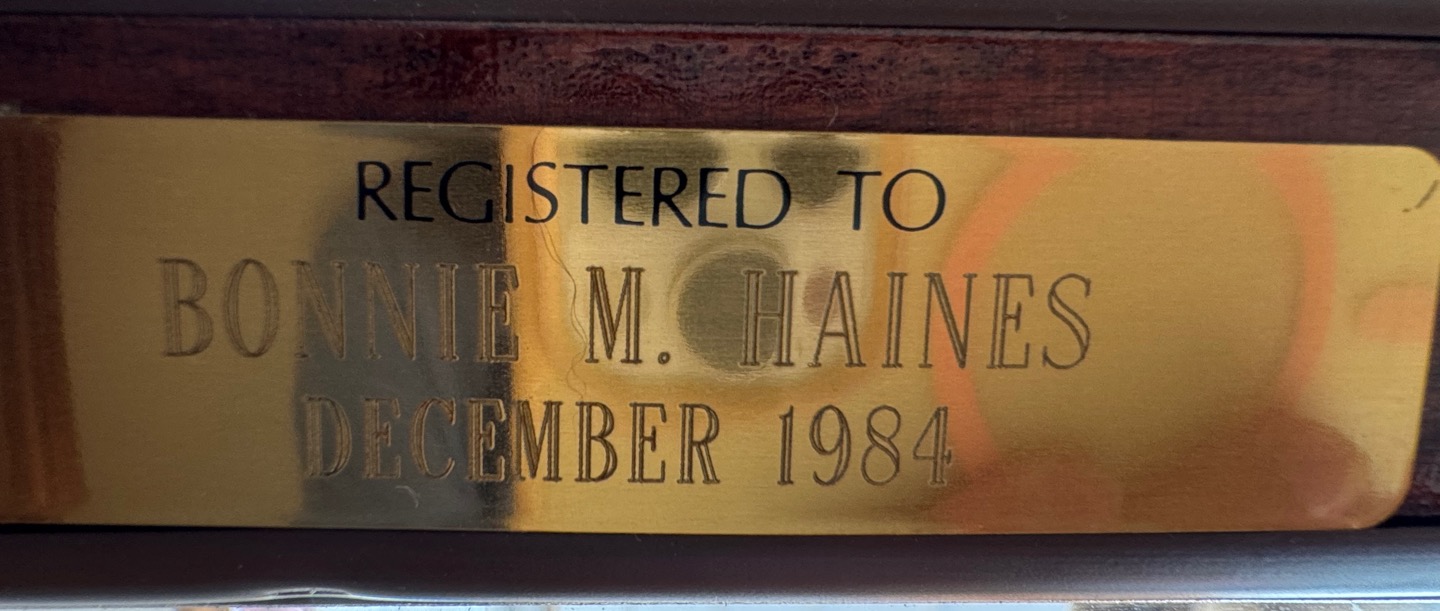 REGISTERED TO
BONNIE M. HAINES
DECEMBER 1984